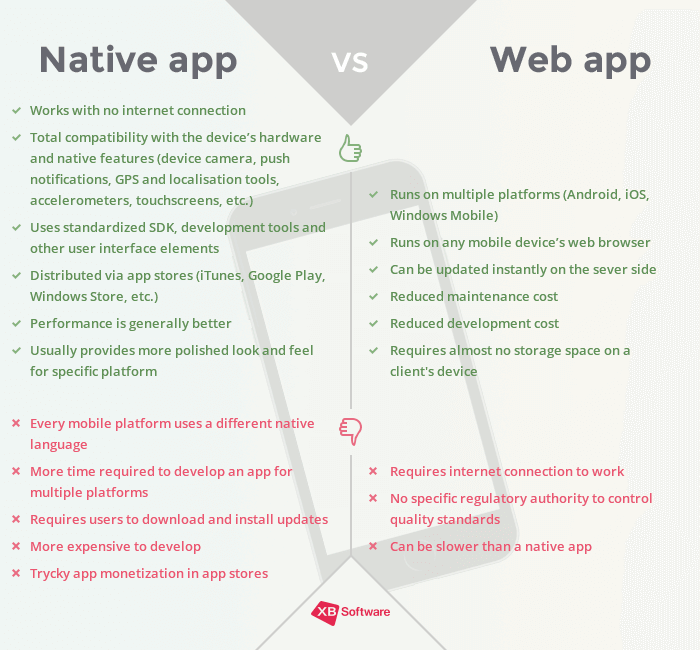 Native app
vs
Web app
Works with no internet connection
Total compatibility with the device's hardware
and native features (device camera, push
notifications, GPS and localisation tools,
accelerometers, touchscreens, etc.)
Uses standardized SDK, development tools and
other user interface elements
Distributed via app stores (iTunes, Google Play,
Windows Store, etc.)
Performance is generally better
Usually provides more polished look and feel
for specific platform
Runs on multiple platforms (Android, iOS,
Windows Mobile)
Runs on any mobile device's web browser
Can be updated instantly on the sever side
Reduced maintenance cost
Reduced development cost
Requires almost no storage space on a
client's device
Every mobile platform uses a different native
language
More time required to develop an app for
multiple platforms
Requires users to download and install updates
More expensive to develop
Trycky app monetization in app stores
Requires internet connection to work
No specific regulatory authority to control
quality standards
Can be slower than a native app
XB Software